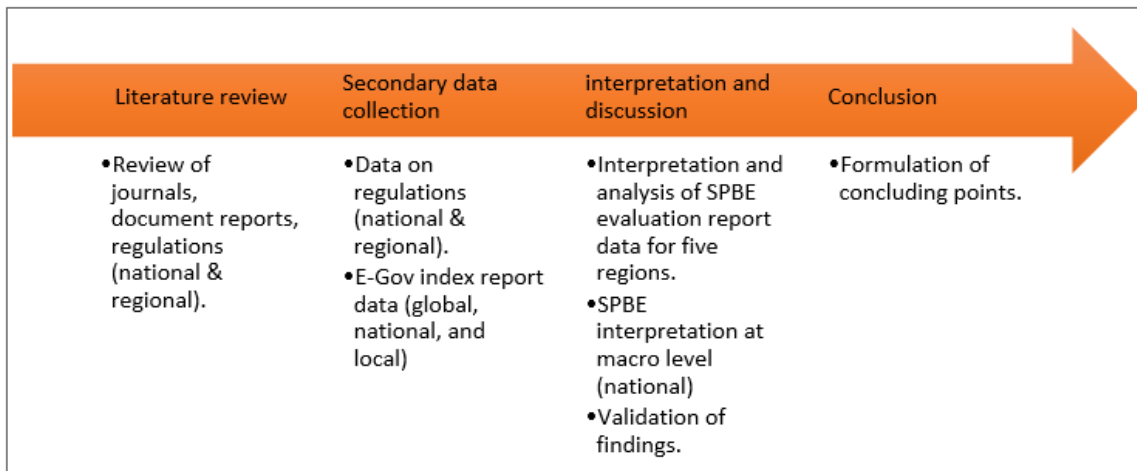 Literature review
•Review of
journals,
document reports,
regulations
(national &
regional).
Secondary data
collection
•Data on
regulations
(national &
regional).
•E-Gov index report
data (global,
national, and
local)
interpretation and
discussion
•Interpretation and
analysis of SPBE
evaluation report
data for five
regions.
•SPBE
interpretation at
macro level
(national)
•Validation of
findings.
Conclusion
•Formulation of
concluding points.